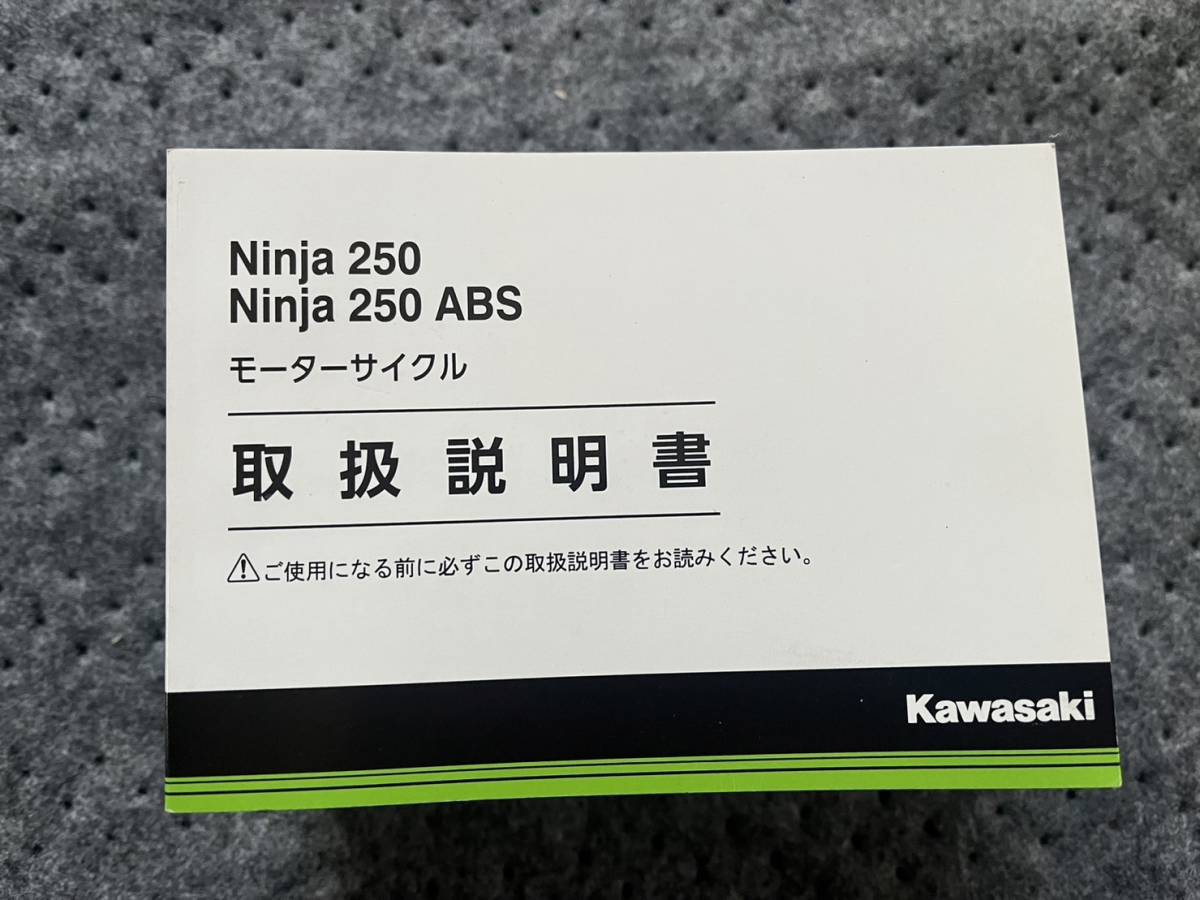 Ninja 250
Ninja 250 ABS
モーターサイクル
取扱説明書
⚠ご使用になる前に必ずこの取扱説明書をお読みください。
Kawasaki